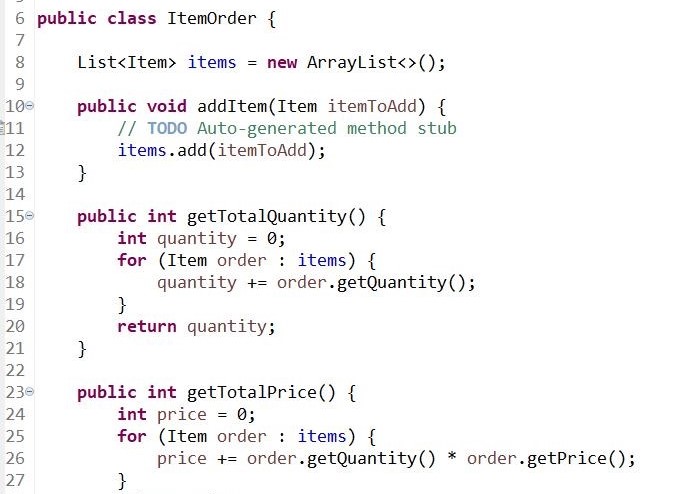 6 public class ItemOrder {
7
8     List<Item> items = new ArrayList<>();
9
10     public void addItem(Item itemToAdd) {
11         // TODO Auto-generated method stub
12         items.add(itemToAdd);
13     }
14
15     public int getTotalQuantity() {
16         int quantity = 0;
17         for (Item order : items) {
18             quantity += order.getQuantity();
19         }
20         return quantity;
21     }
22
23     public int getTotalPrice() {
24         int price = 0;
25         for (Item order : items) {
26             price += order.getQuantity() * order.getPrice();
27         }